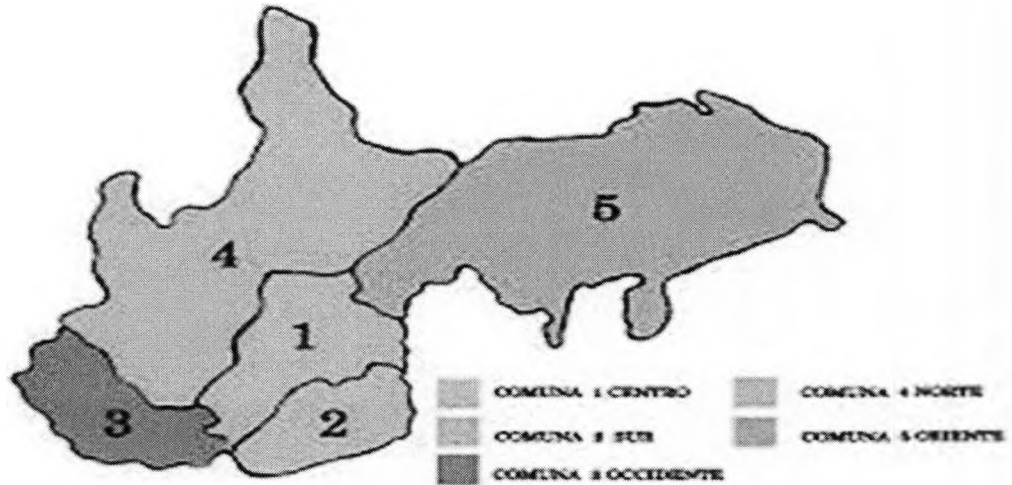 5
4
1
3
2
COMUNA 1 CENTRO
COMUNA 4 NORTE
COMUNA 2 SUR
COMUNA 5 ORIENTE
COMUNA 3 OCCIDENTE